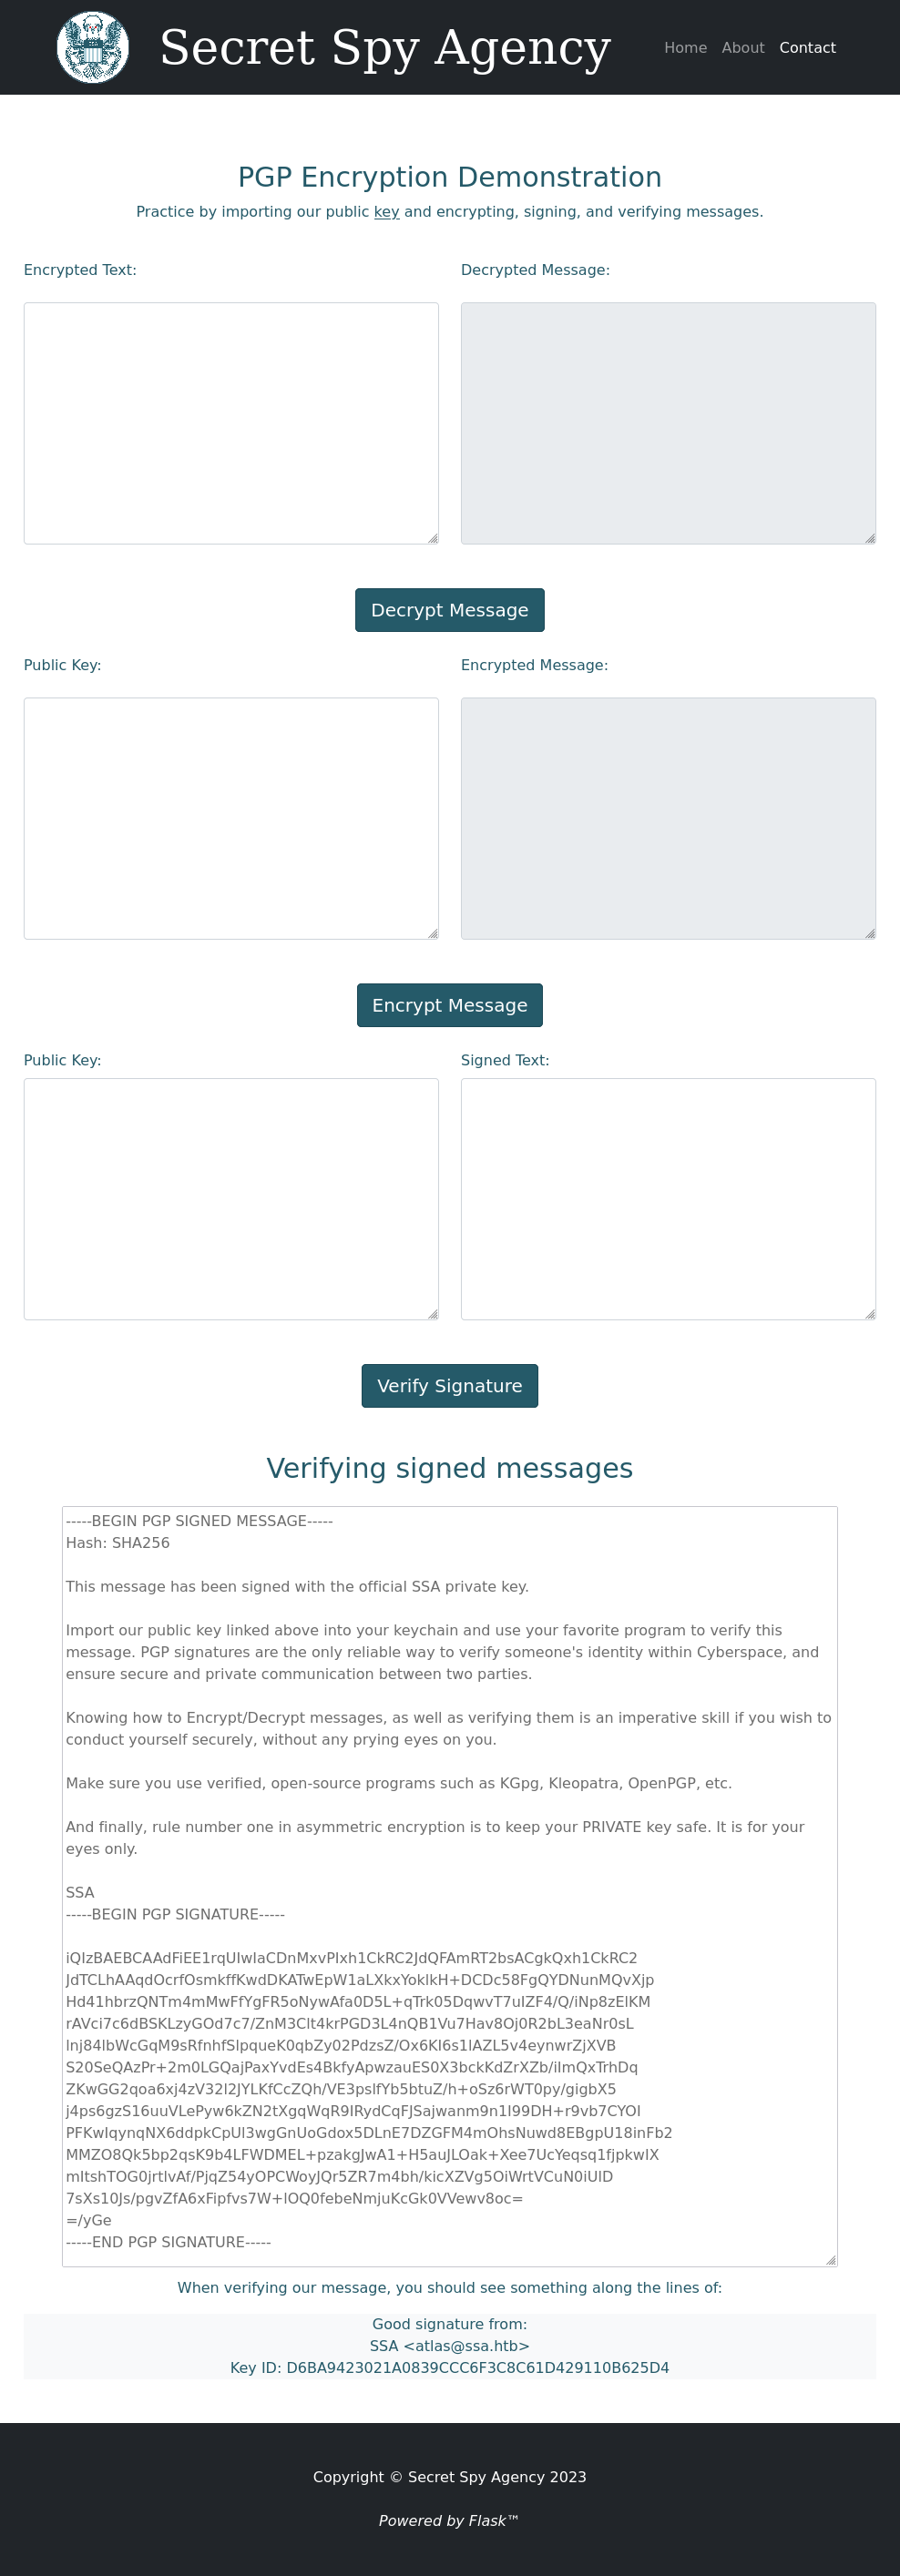 Secret Spy Agency
Home About Contact
PGP Encryption Demonstration
Practice by importing our public key and encrypting, signing, and verifying messages.
Encrypted Text:
Decrypted Message:
Decrypt Message
Public Key:
Encrypted Message:
Encrypt Message
Public Key:
Signed Text:
Verify Signature
Verifying signed messages
-----BEGIN PGP SIGNED MESSAGE-----
Hash: SHA256
This message has been signed with the official SSA private key.
Import our public key linked above into your keychain and use your favorite program to verify this
message. PGP signatures are the only reliable way to verify someone's identity within Cyberspace, and
ensure secure and private communication between two parties.
Knowing how to Encrypt/Decrypt messages, as well as verifying them is an imperative skill if you wish to
conduct yourself securely, without any prying eyes on you.
Make sure you use verified, open-source programs such as KGpg, Kleopatra, OpenPGP, etc.
And finally, rule number one in asymmetric encryption is to keep your PRIVATE key safe. It is for your
eyes only.
SSA
-----BEGIN PGP SIGNATURE-----
iQIzBAEBCAAdFiEE1rqUIwIaCDnMxvPIxh1CkRC2JdQFAmRT2bsACgkQxh1CkRC2
JdTCLhAAqdOcrfOsmkffKwdDKATwEpW1aLXkxYoklkH+DCDc58FgQYDNunMQvXjp
Hd41hbrzQNTm4mMwFfYgFR5oNywAfa0D5L+qTrk05DqwvT7uIZF4/Q/iNp8zElKM
rAVci7c6dBSKLzyGOd7c7/ZnM3Clt4krPGD3L4nQB1Vu7Hav8Oj0R2bL3eaNr0sL
lnj84lbWcGqM9sRfnhfSlpqueK0qbZy02PdzsZ/Ox6Kl6s1lAZL5v4eynwrZjXVB
S20SeQAzPr+2m0LGQajPaxYvdEs4BkfyApwzauES0X3bckKdZrXZb/iImQxTrhDq
ZKwGG2qoa6xj4zV32l2JYLKfCcZQh/VE3pslfYb5btuZ/h+oSz6rWT0py/gigbX5
j4ps6gzS16uuVLePyw6kZN2tXgqWqR9IRydCqFJSajwanm9n1I99DH+r9vb7CYOl
PFKwIqynqNX6ddpkCpUl3wgGnUoGdox5DLnE7DZGFM4mOhsNuwd8EBgpU18inFb2
MMZO8Qk5bp2qsK9b4LFWDMEL+pzakgJwA1+H5auJLOak+Xee7UcYeqsq1fjpkwIX
mItshTOG0jrtlvAf/PjqZ54yOPCWoyJQr5ZR7m4bh/kicXZVg5OiWrtVCuN0iUlD
7sXs10Js/pgvZfA6xFipfvs7W+lOQ0febeNmjuKcGk0VVewv8oc=
=/yGe
-----END PGP SIGNATURE-----
When verifying our message, you should see something along the lines of:
Good signature from:
SSA <atlas@ssa.htb>
Key ID: D6BA9423021A0839CCC6F3C8C61D429110B625D4
Copyright © Secret Spy Agency 2023
Powered by Flask™